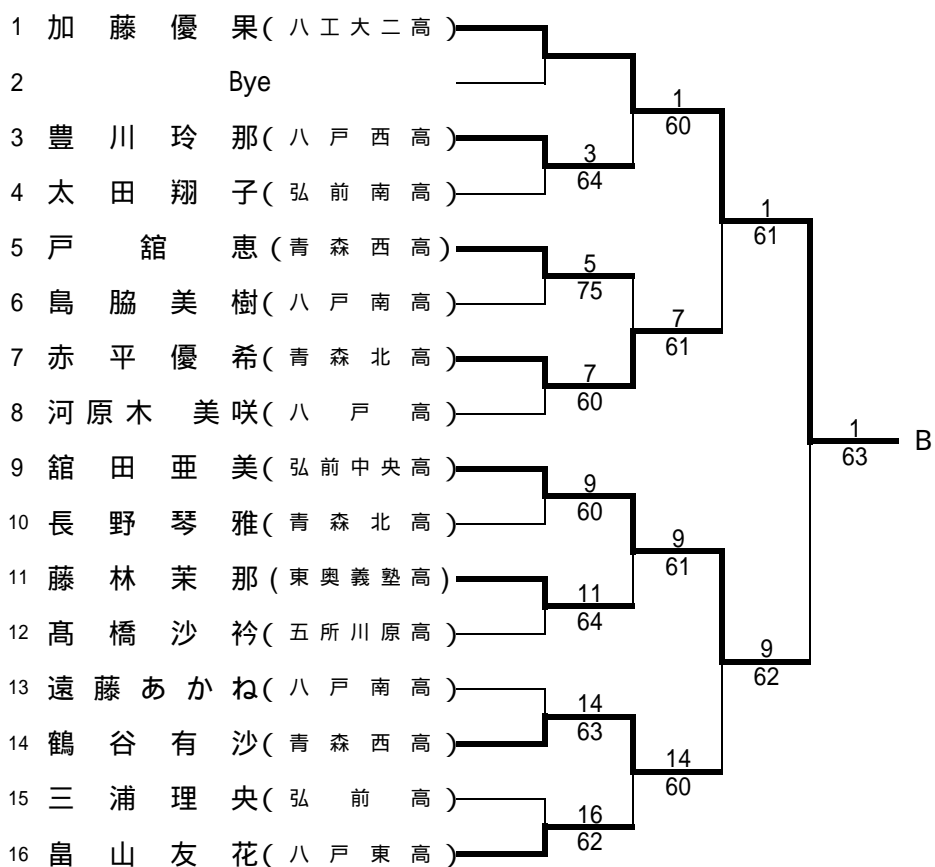 1 加藤優果(八工大二高)
2 Bye
1
60
3 豊川玲那(八戸西高)
3
64
4 太田翔子(弘前南高)
1
61
5 戸舘恵(青森西高)
5
75
6 島脇美樹(八戸南高)
7
61
7 赤平優希(青森北高)
7
60
8 河原木美咲(八戸高)
1
63
B
9 舘田亜美(弘前中央高)
9
60
10 長野琴雅(青森北高)
9
61
11 藤林茉那(東奥義塾高)
11
64
12 髙橋沙衿(五所川原高)
9
62
13 遠藤あかね(八戸南高)
14
63
14 鶴谷有沙(青森西高)
14
60
15 三浦理央(弘前高)
16
62
16 畠山友花(八戸東高)